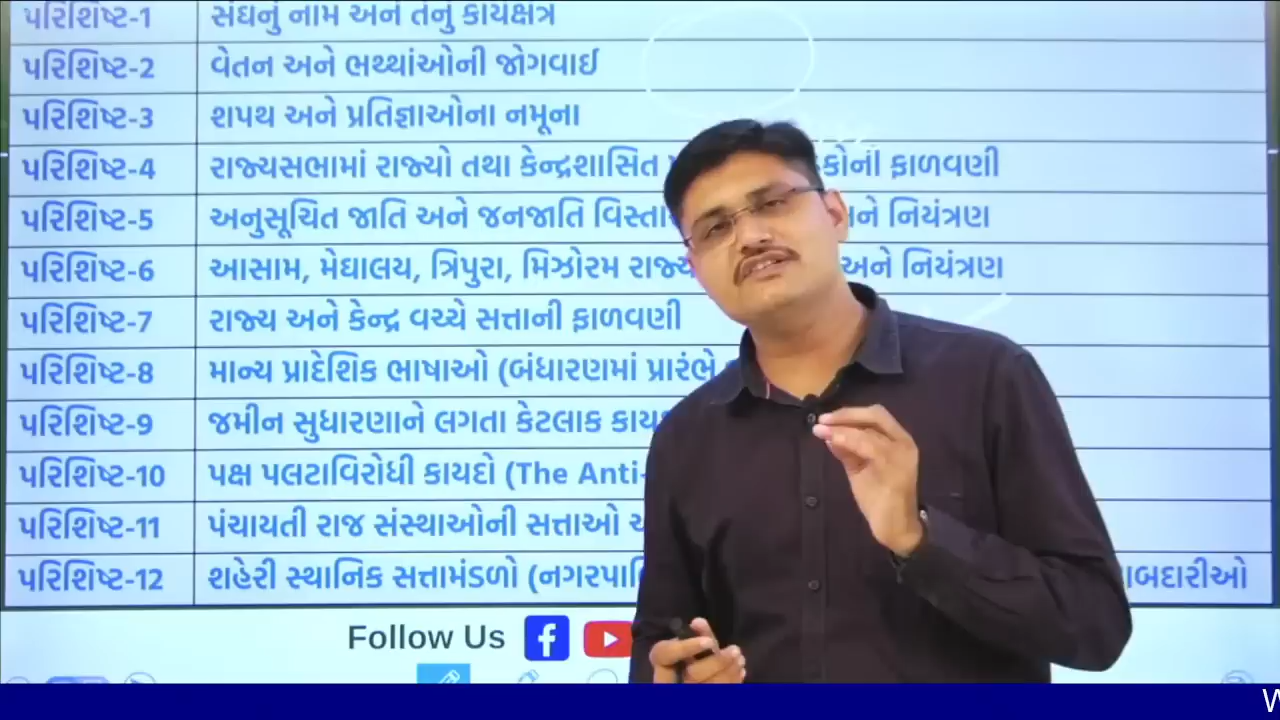 પરિશિષ્ટ-1 સંઘનું નામ અને તેનું કાર્યક્ષેત્ર
પરિશિષ્ટ-2 વેતન અને ભથ્થાંઓની જોગવાઈ
પરિશિષ્ટ-3 શપથ અને પ્રતિજ્ઞાઓના નમૂના
પરિશિષ્ટ-4 રાજ્યસભામાં રાજ્યો તથા કેન્દ્રશાસિત ફાળવણી
પરિશિષ્ટ-5 અનુસૂચિત જાતિ અને જનજાતિ નિયંત્રણ
પરિશિષ્ટ-6 આસામ, મેઘાલય, ત્રિપુરા, મિઝોરમ અને નિયંત્રણ
પરિશિષ્ટ-7 રાજ્ય અને કેન્દ્ર વચ્ચે સત્તાની ફાળવણી
પરિશિષ્ટ-8 માન્ય પ્રાદેશિક ભાષાઓ (બંધારણમાં પ્રારંભે
પરિશિષ્ટ-9 જમીન સુધારણાને લગતા કેટલાક
પરિશિષ્ટ-10 પક્ષ પલટાવિરોધી કાયદો (The Anti-
પરિશિષ્ટ-11 પંચાયતી રાજ સંસ્થાઓની સત્તાઓ
પરિશિષ્ટ-12 શહેરી સ્થાનિક સત્તામંડળો
Follow Us